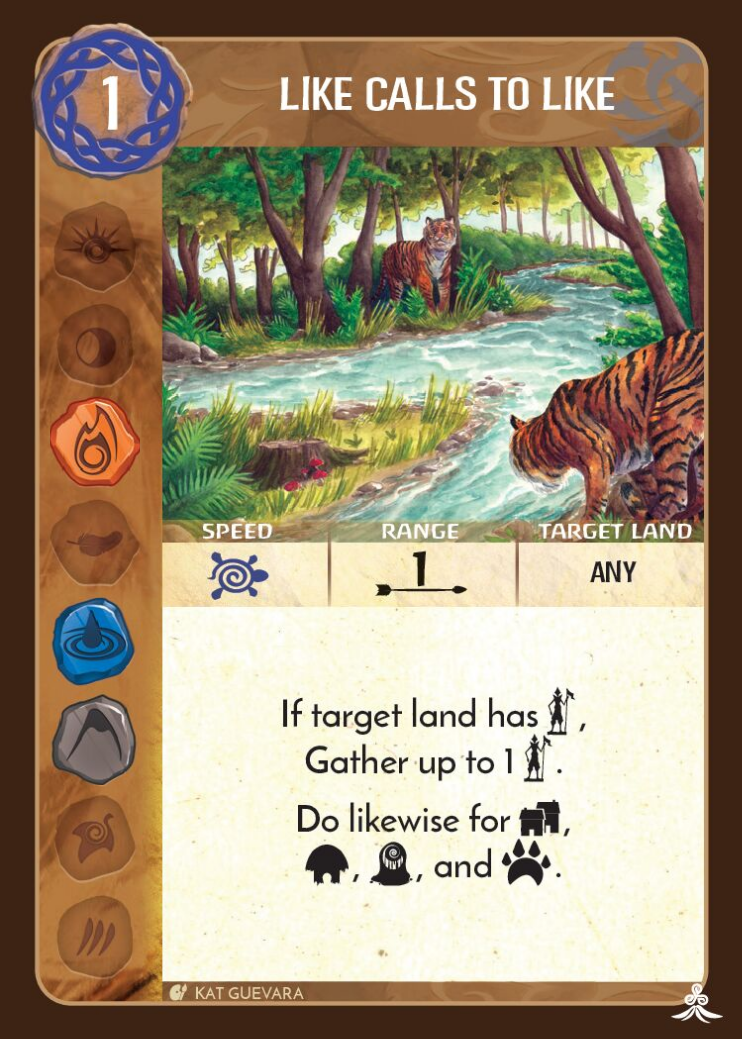 1
LIKE CALLS TO LIKE
SPEED RANGE TARGET LAND
1 ANY
If target land has ,
Gather up to 1 .
Do likewise for ,
, , and .
KAT GUEVARA